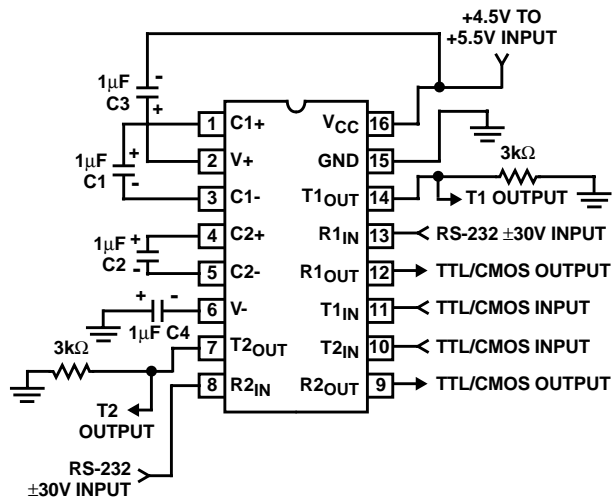 +4.5V TO
+5.5V INPUT
1μF
C3
-
+
1μF
C1
+
-
1μF
C2
+
-
+ -
1μF C4
3kΩ
T2
OUTPUT
RS-232
±30V INPUT
1 C1+
2 V+
3 C1-
4 C2+
5 C2-
6 V-
7 T2OUT
8 R2IN
VCC 16
GND 15
T1OUT 14
R1IN 13
R1OUT 12
T1IN 11
T2IN 10
R2OUT 9
3kΩ
T1 OUTPUT
RS-232 ±30V INPUT
TTL/CMOS OUTPUT
TTL/CMOS INPUT
TTL/CMOS INPUT
TTL/CMOS OUTPUT